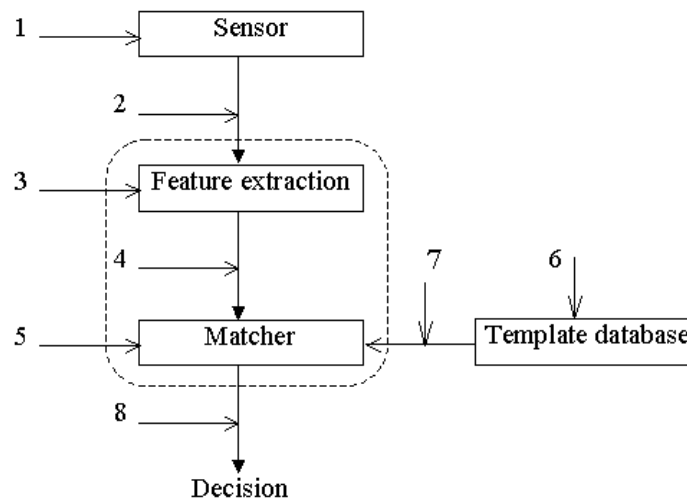 1
Sensor
2
Feature extraction
3
4
7
6
5
Matcher
Template database
8
Decision